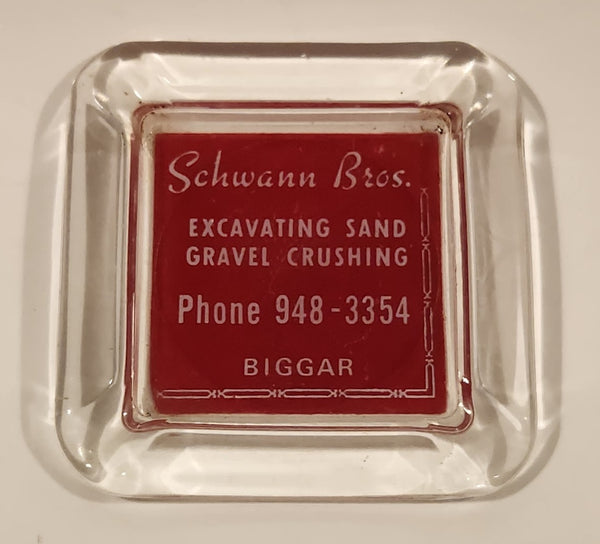 Schwann Bros.
EXCAVATING SAND
GRAVEL CRUSHING
Phone 948-3354
BIGGAR